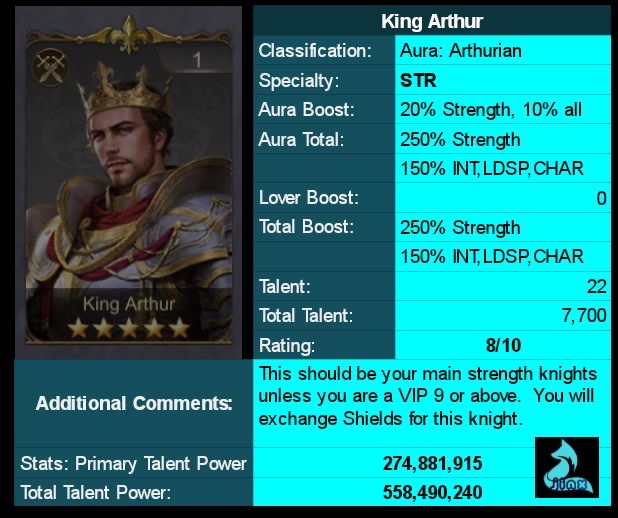 King Arthur
1
King Arthur
Classification: Aura: Arthurian
Specialty: STR
Aura Boost: 20% Strength, 10% all
Aura Total: 250% Strength
150% INT,LDSP,CHAR
Lover Boost: 0
Total Boost: 250% Strength
150% INT,LDSP,CHAR
Talent: 22
Total Talent: 7,700
Rating: 8/10
Additional Comments:
This should be your main strength knights
unless you are a VIP 9 or above.  You will
exchange Shields for this knight.
Stats: Primary Talent Power 274,881,915
Total Talent Power: 558,490,240